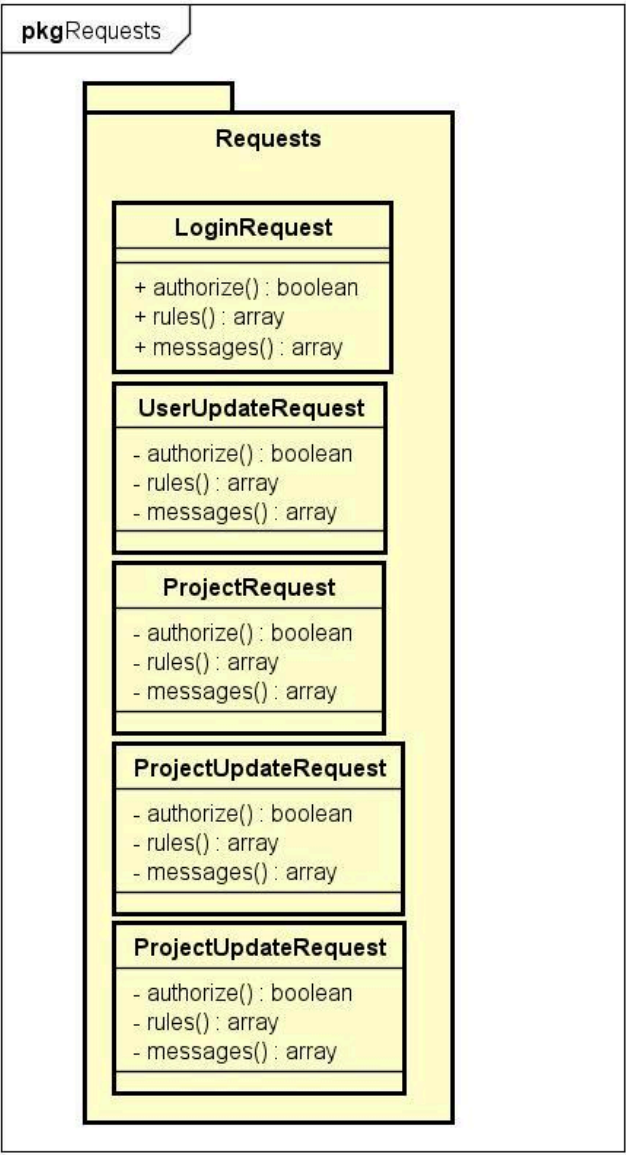 pkgRequests
Requests
LoginRequest
+ authorize() : boolean
+ rules() : array
+ messages() : array
UserUpdateRequest
- authorize() : boolean
- rules() : array
- messages() : array
ProjectRequest
- authorize() : boolean
- rules() : array
- messages() : array
ProjectUpdateRequest
- authorize() : boolean
- rules() : array
- messages() : array
ProjectUpdateRequest
- authorize() : boolean
- rules() : array
- messages() : array